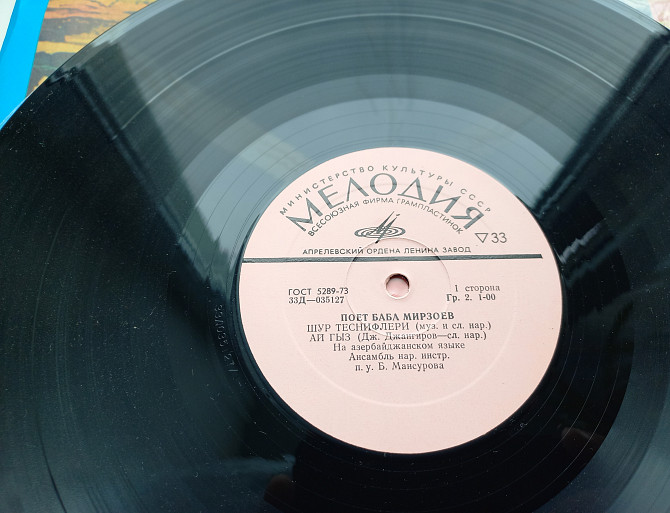 МИНИСТЕРСТВО КУЛЬТУРЫ СССР
МЕЛОДИЯ
ВСЕСОЮЗНАЯ ФИРМА ГРАМПЛАСТИНОК
▽33
АПРЕЛЕВСКИЙ ОРДЕНА ЛЕНИНА ЗАВОД
ГОСТ 5289-73
33Д—035127
1 сторона
Гр. 2. 1-00
ПОЕТ БАБА МИРЗОЕВ
ШУР ТЕСНИФЛЕРИ (муз. и сл. нар.)
АЙ ГЫЗ (Дж. Джангиров—сл. нар.)
На азербайджанском языке
Ансамбль нар. инстр.
п. у. Б. Мансурова